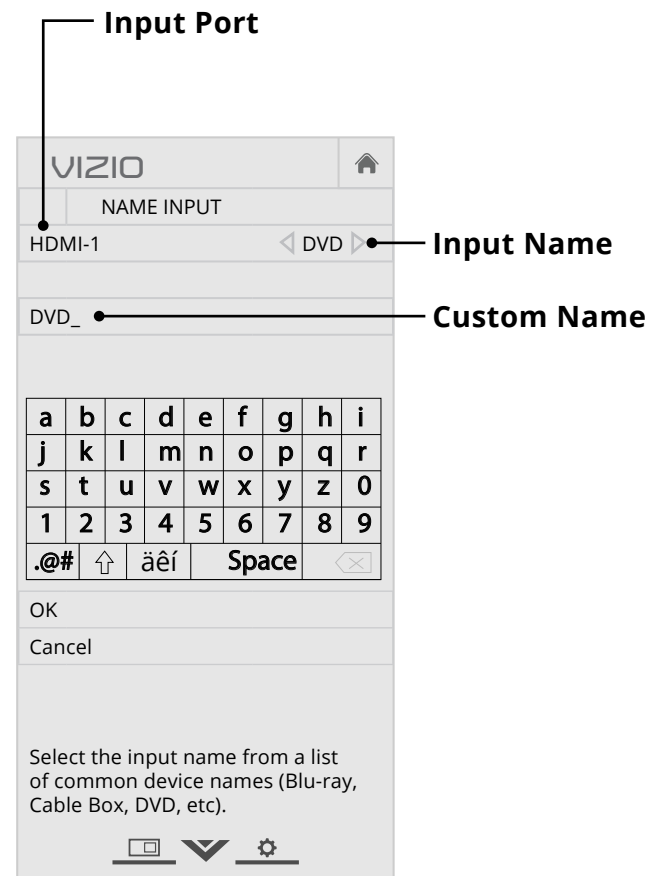 Input Port
VIZIO
NAME INPUT
HDMI-1 DVD
Input Name
DVD_
Custom Name
a b c d e f g h i
j k l m n o p q r
s t u v w x y z 0
1 2 3 4 5 6 7 8 9
.@# äêí Space
OK
Cancel
Select the input name from a list
of common device names (Blu-ray,
Cable Box, DVD, etc).